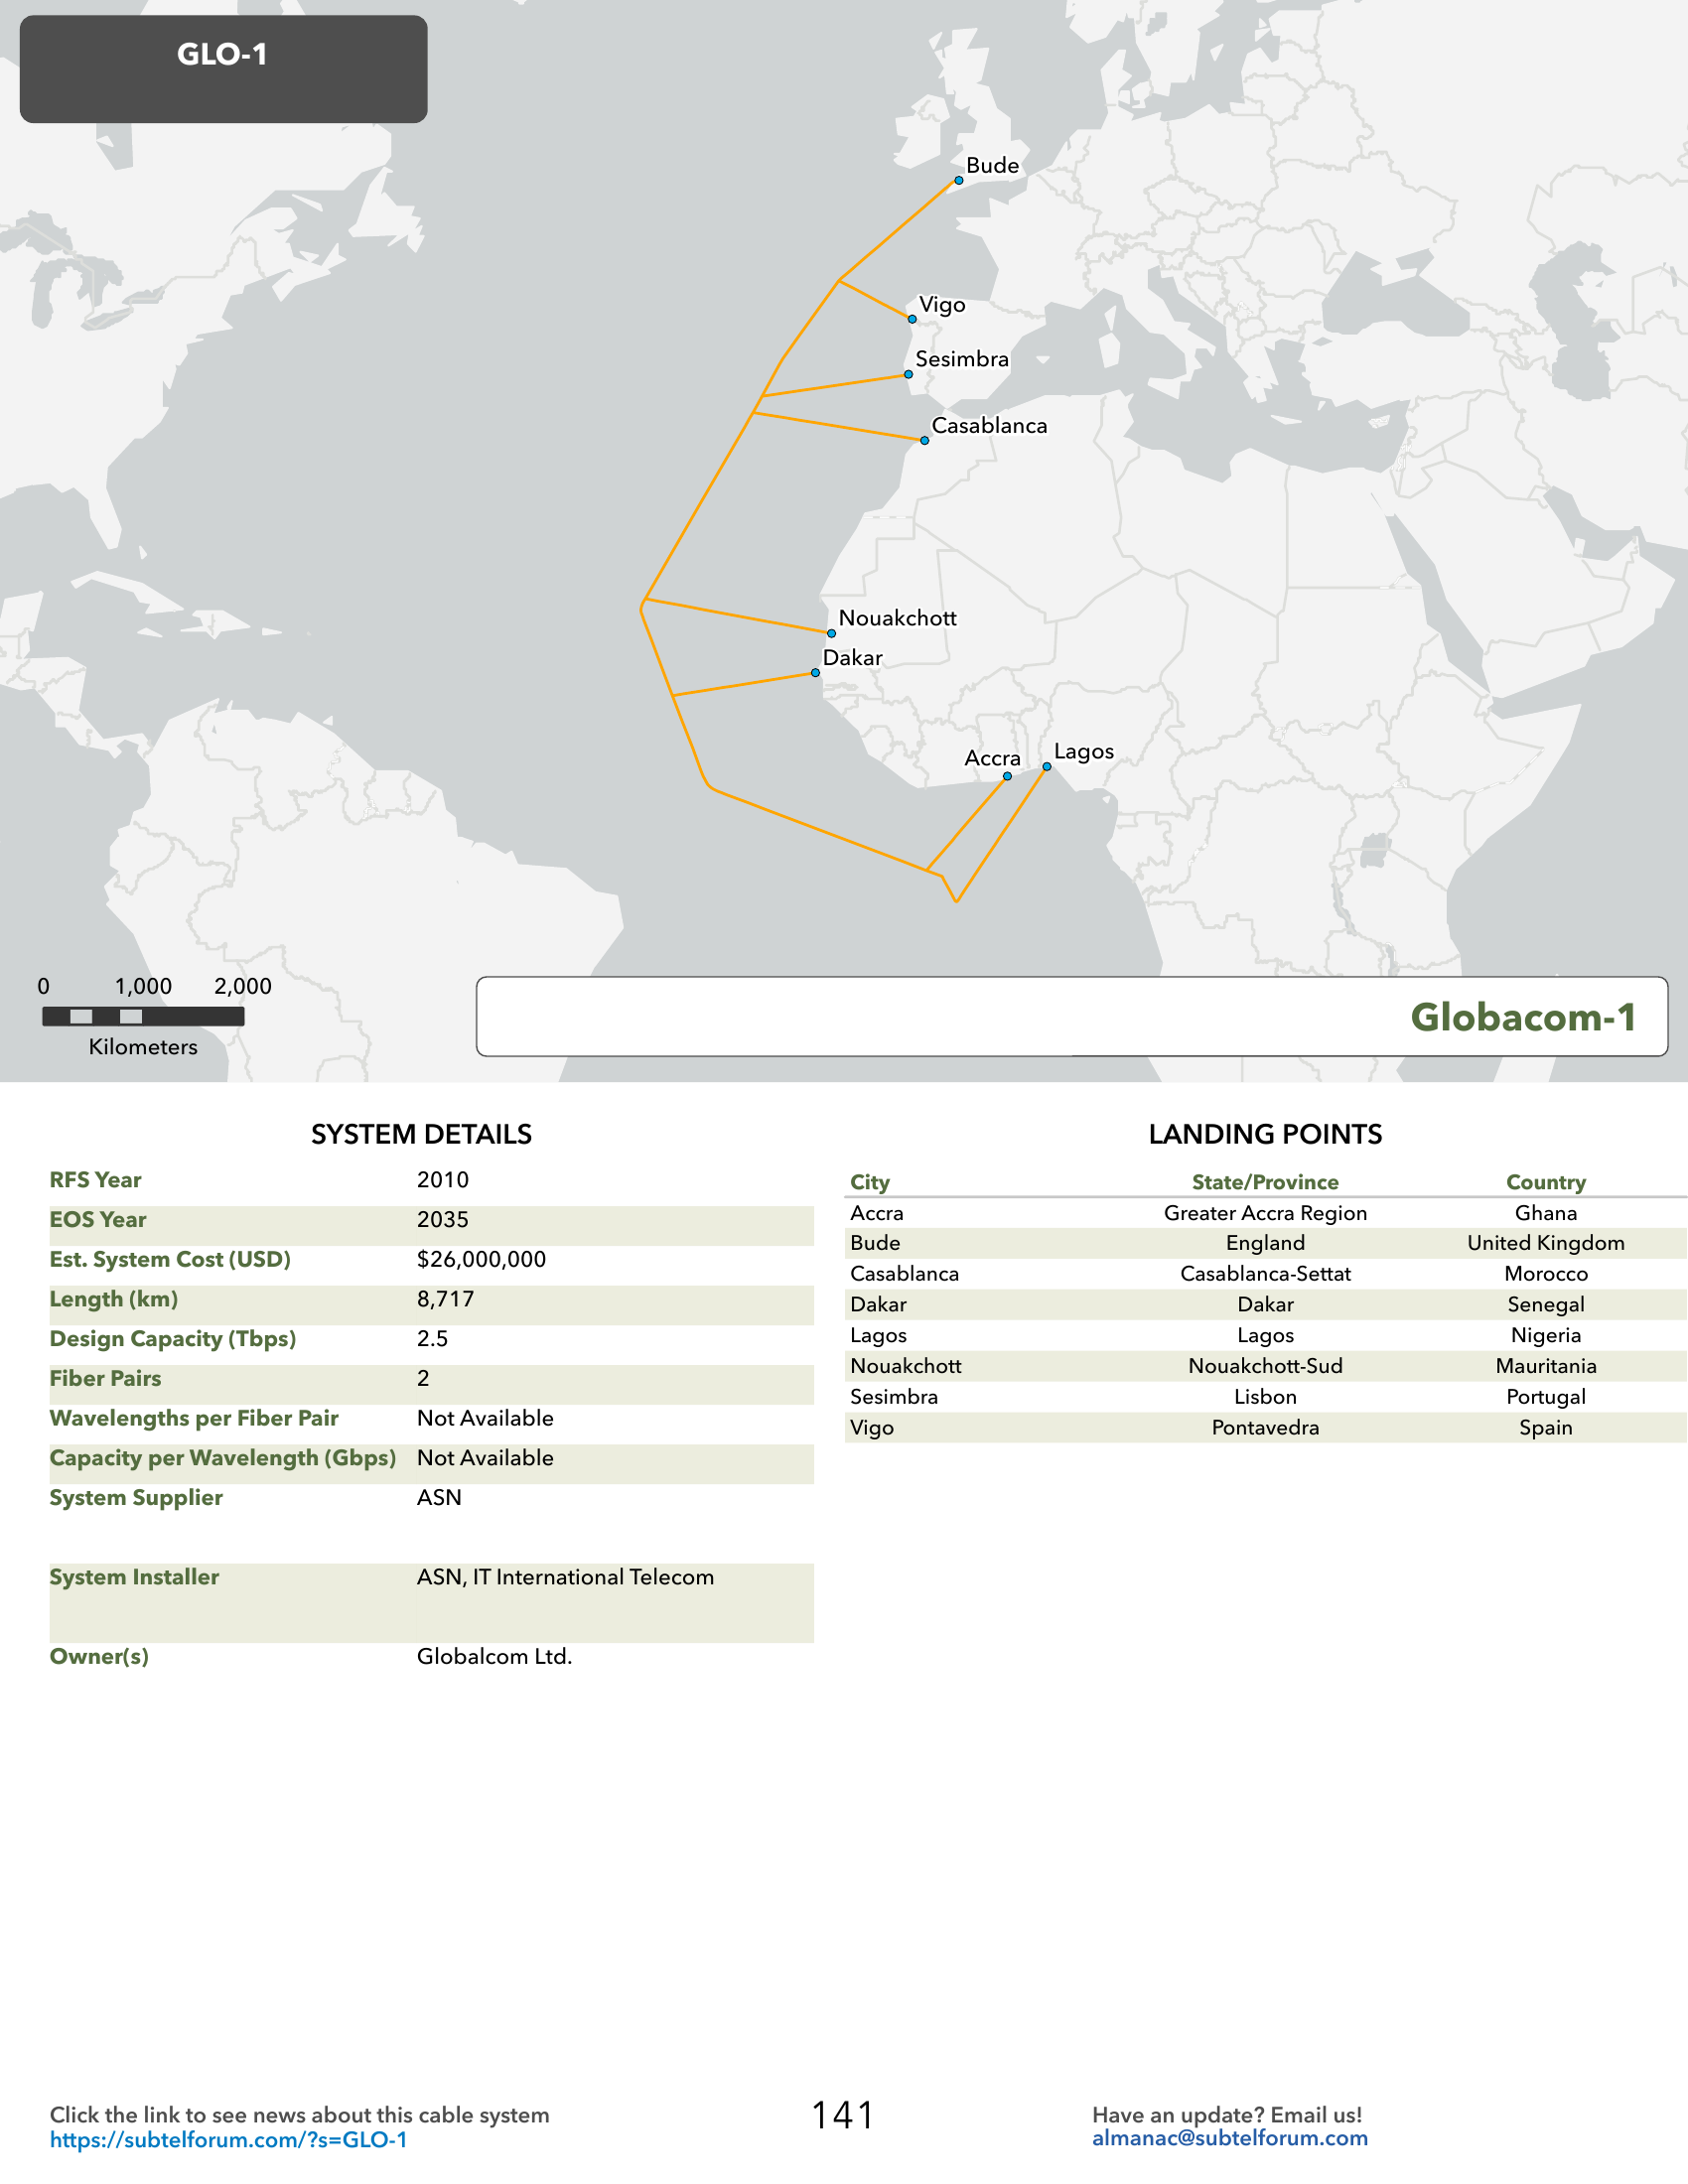 GLO-1
Bude
Vigo
Sesimbra
Casablanca
Nouakchott
Dakar
Accra
Lagos
0 1,000 2,000
Kilometers
Globacom-1
SYSTEM DETAILS
RFS Year 2010
EOS Year 2035
Est. System Cost (USD) $26,000,000
Length (km) 8,717
Design Capacity (Tbps) 2.5
Fiber Pairs 2
Wavelengths per Fiber Pair Not Available
Capacity per Wavelength (Gbps) Not Available
System Supplier ASN
System Installer ASN, IT International Telecom
Owner(s) Globalcom Ltd.
LANDING POINTS
City State/Province Country
Accra Greater Accra Region Ghana
Bude England United Kingdom
Casablanca Casablanca-Settat Morocco
Dakar Dakar Senegal
Lagos Lagos Nigeria
Nouakchott Nouakchott-Sud Mauritania
Sesimbra Lisbon Portugal
Vigo Pontavedra Spain
Click the link to see news about this cable system
https://subtelforum.com/?s=GLO-1
141
Have an update? Email us!
almanac@subtelforum.com